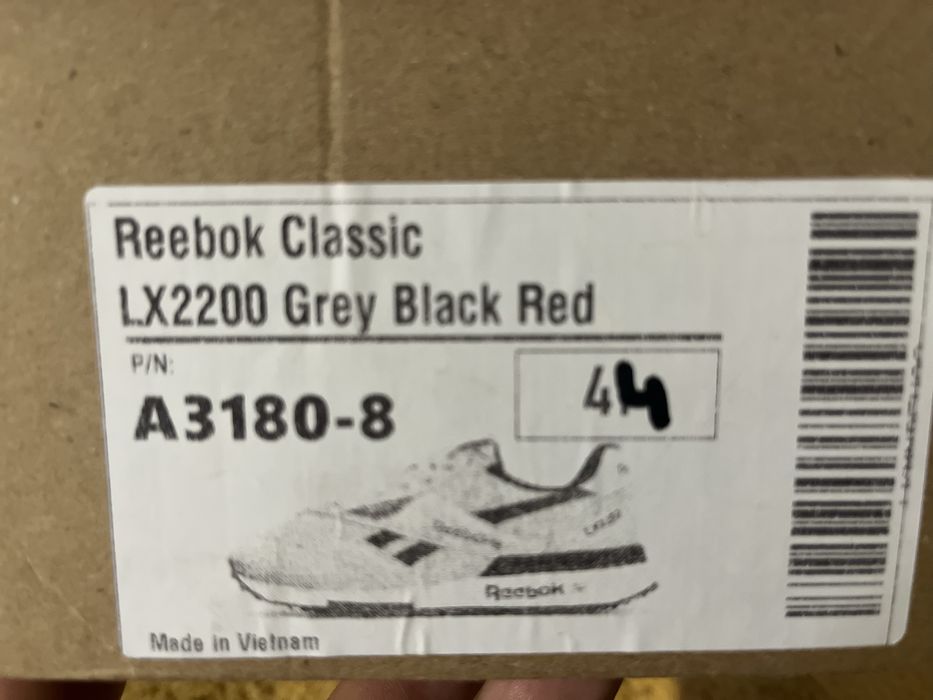 Reebok Classic
LX2200 Grey Black Red
P/N:
A3180-8
44
Reebok
Made in Vietnam